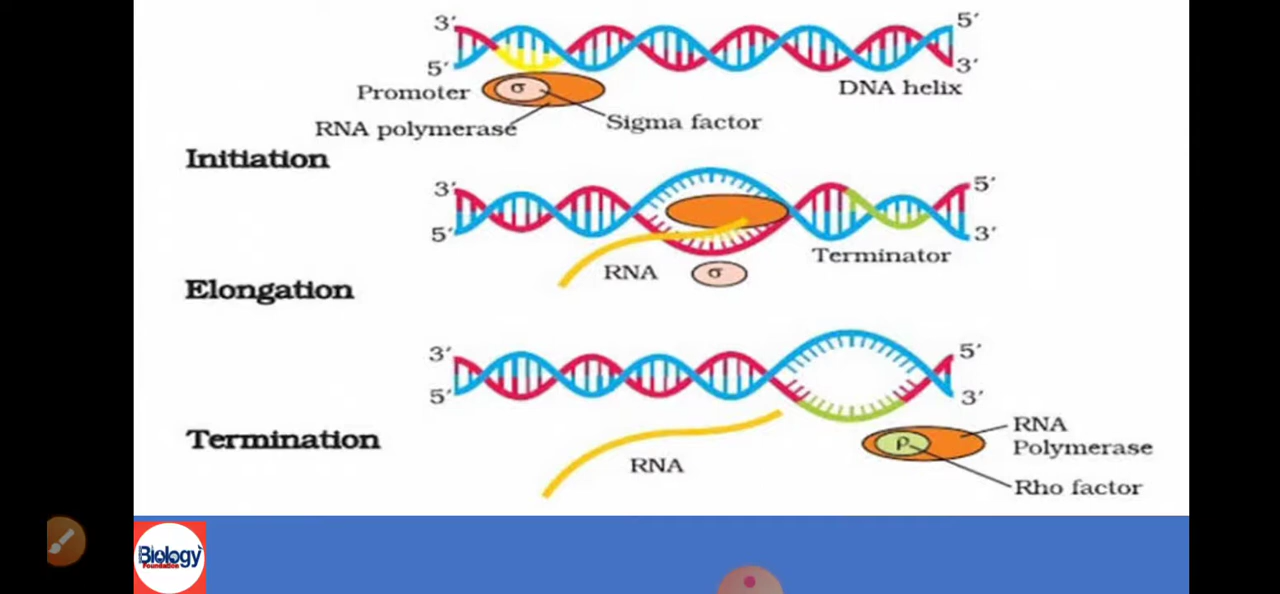 3′
5′
5′
3′
Promoter
σ
DNA helix
RNA polymerase
Sigma factor
Initiation
3′
5′
5′
3′
Terminator
RNA
σ
Elongation
3′
5′
5′
3′
Termination
RNA
ρ
RNA
Polymerase
Rho factor
Biology
Foundation